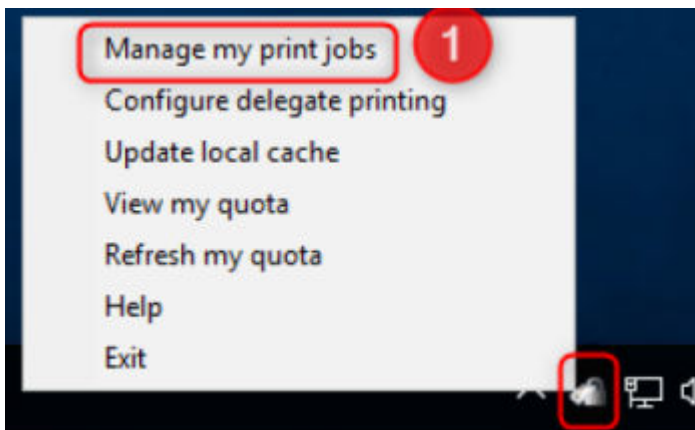 Manage my print jobs 1
Configure delegate printing
Update local cache
View my quota
Refresh my quota
Help
Exit